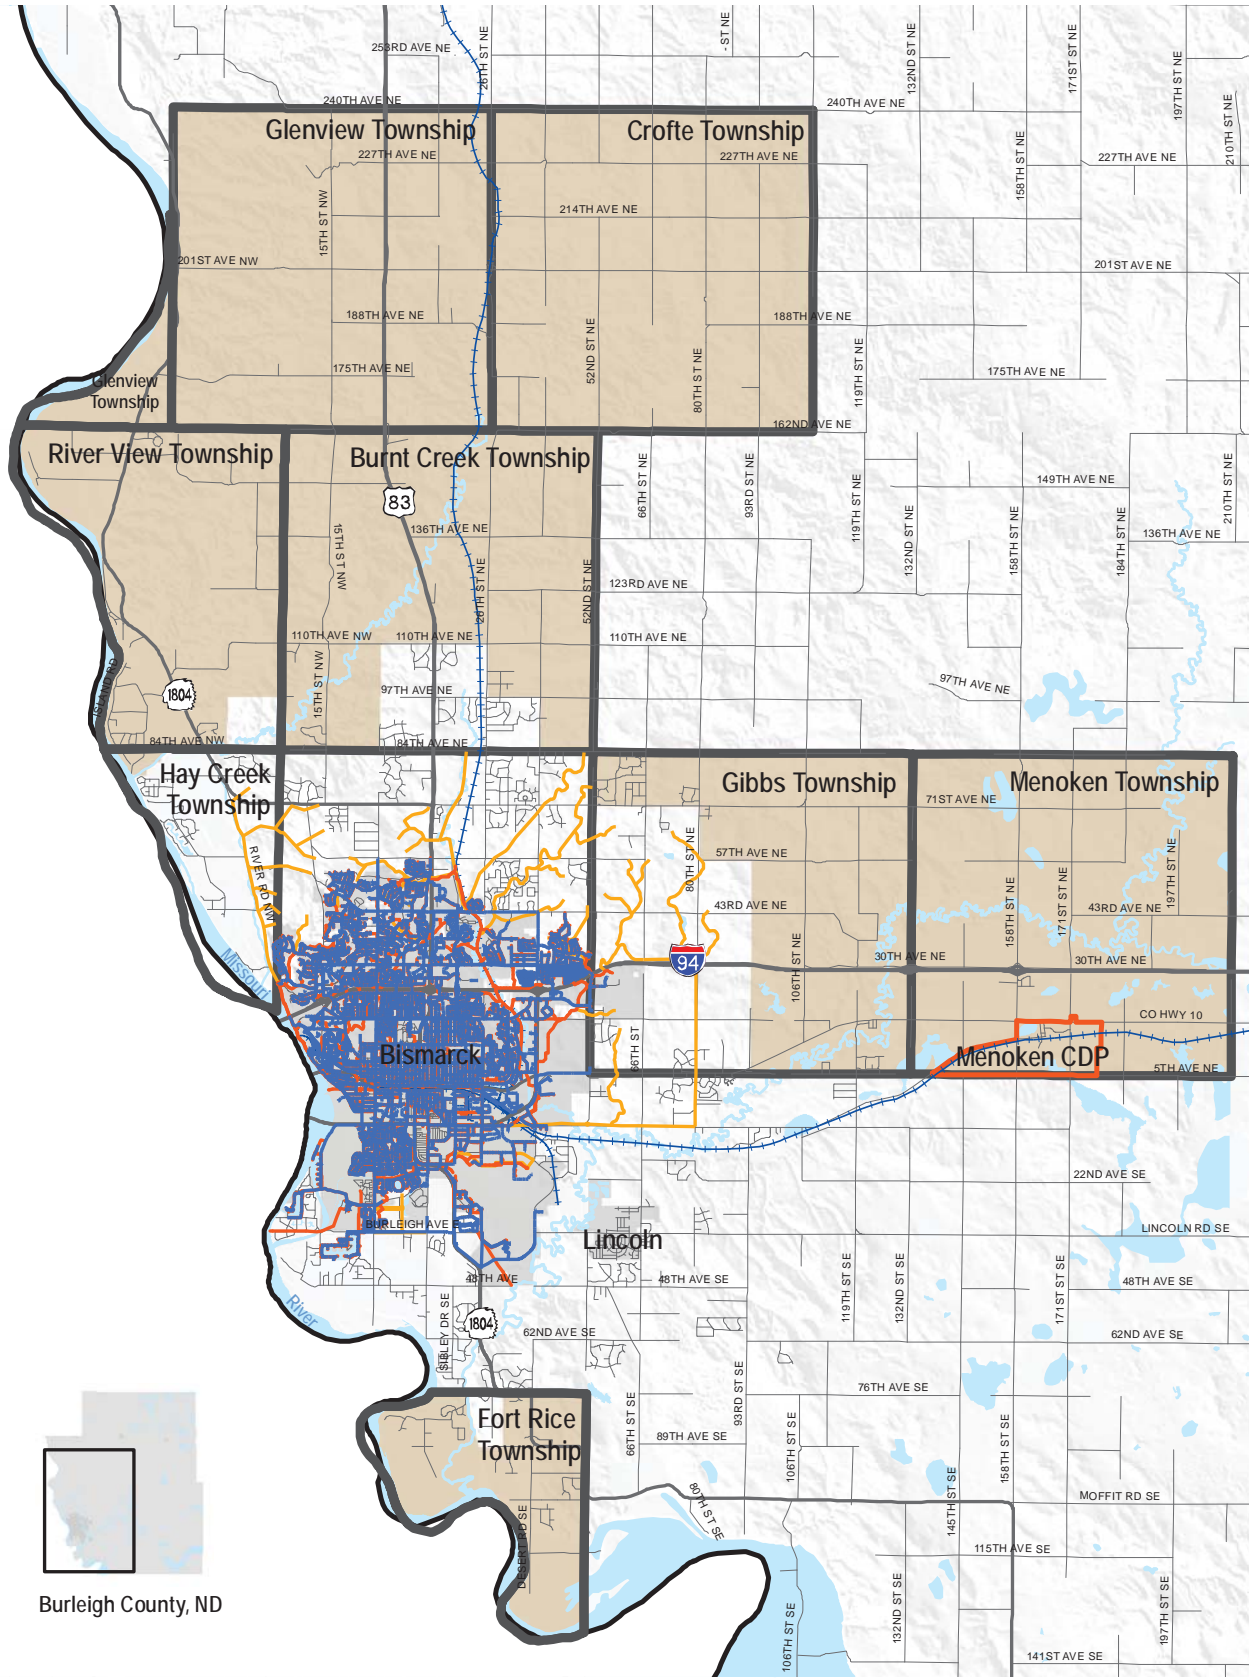 253RD AVE NE
26TH ST NE
- ST NE
132ND ST NE
171ST ST NE
197TH ST NE
210TH ST NE
240TH AVE NE
240TH AVE NE
Glenview Township
Crofte Township
227TH AVE NE
227TH AVE NE
227TH AVE NE
158TH ST NE
15TH ST NW
214TH AVE NE
201ST AVE NW
201ST AVE NE
188TH AVE NE
188TH AVE NE
52ND ST NE
80TH ST NE
119TH ST NE
175TH AVE NE
175TH AVE NE
Glenview
Township
162ND AVE NE
River View Township
Burnt Creek Township
66TH ST NE
93RD ST NE
149TH AVE NE
210TH ST NE
83
136TH AVE NE
15TH ST NW
119TH ST NE
132ND ST NE
158TH ST NE
184TH ST NE
136TH AVE NE
26TH ST NE
52ND ST NE
123RD AVE NE
110TH AVE NW
110TH AVE NE
110TH AVE NE
ISLAND RD
1804
15TH ST NW
97TH AVE NE
97TH AVE NE
84TH AVE NW
84TH AVE NE
Hay Creek
Township
Gibbs Township
Menoken Township
71ST AVE NE
RIVER RD NW
80TH ST NE
57TH AVE NE
197TH ST NE
158TH ST NE
171ST ST NE
43RD AVE NE
43RD AVE NE
Missouri
94
106TH ST NE
30TH AVE NE
30TH AVE NE
CO HWY 10
Bismarck
66TH ST
Menoken CDP
5TH AVE NE
22ND AVE SE
BURLEIGH AVE E
Lincoln
LINCOLN RD SE
48TH AVE
48TH AVE SE
119TH ST SE
132ND ST SE
171ST ST SE
48TH AVE SE
River
SIBLEY DR SE
1804
62ND AVE SE
62ND AVE SE
Fort Rice
Township
66TH ST SE
93RD ST SE
76TH AVE SE
89TH AVE SE
106TH ST SE
158TH ST SE
80TH ST SE
145TH ST SE
MOFFIT RD SE
DESERT RD SE
115TH AVE SE
Burleigh County, ND
106TH ST SE
132ND ST SE
197TH ST SE
141ST AVE SE